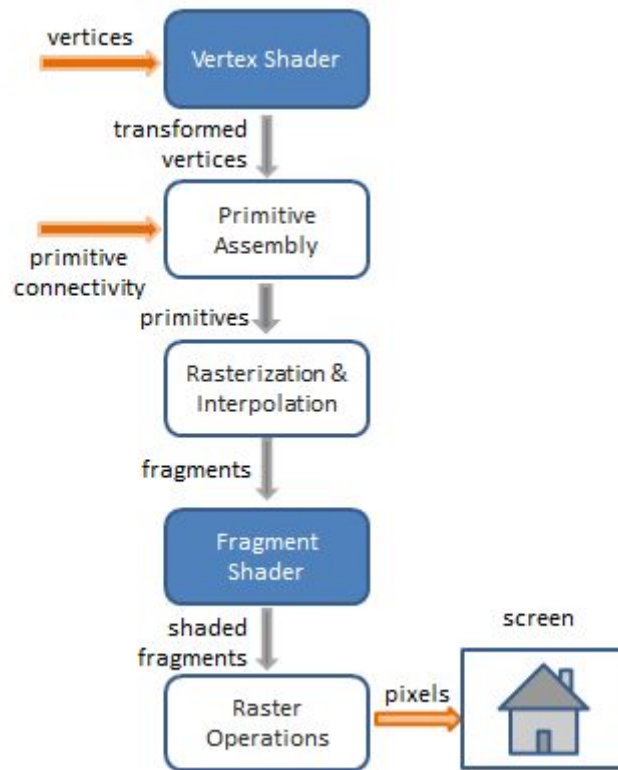 vertices
Vertex Shader
transformed
vertices
Primitive
Assembly
primitive
connectivity
primitives
Rasterization &
Interpolation
fragments
Fragment
Shader
shaded
fragments
screen
pixels
Raster
Operations